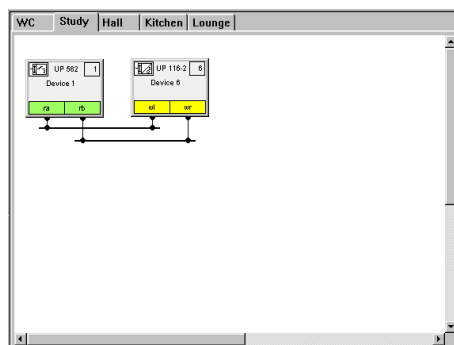 WC Study Hall Kitchen Lounge
UP 562 1 UP 116-2 6
Device 1 Device 6
ra rb wl wr